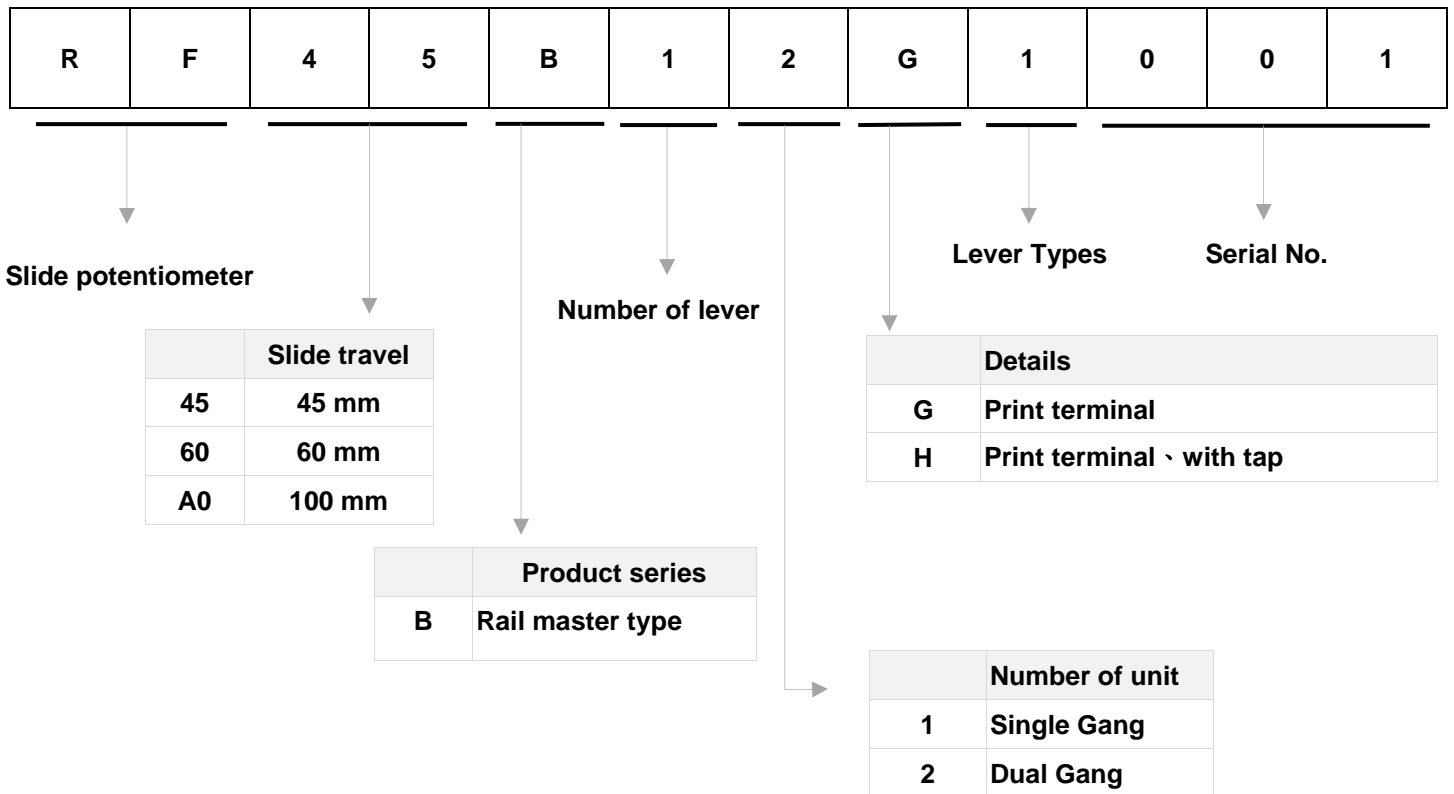 R F 4 5 B 1 2 G 1 0 0 1
Slide potentiometer
Number of lever
Lever Types
Serial No.
Slide travel
45 45 mm
60 60 mm
A0 100 mm
Details
G Print terminal
H Print terminal、with tap
Product series
B Rail master type
Number of unit
1 Single Gang
2 Dual Gang